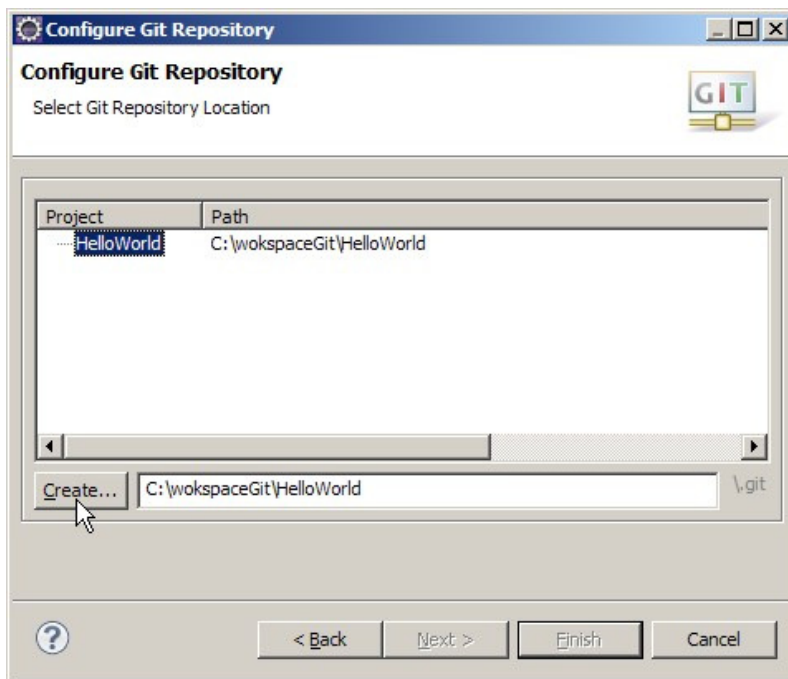 Configure Git Repository
Configure Git Repository
Select Git Repository Location
GIT
Project Path
HelloWorld C:\wokspaceGit\HelloWorld
Create... C:\wokspaceGit\HelloWorld \.git
? < Back Next > Finish Cancel